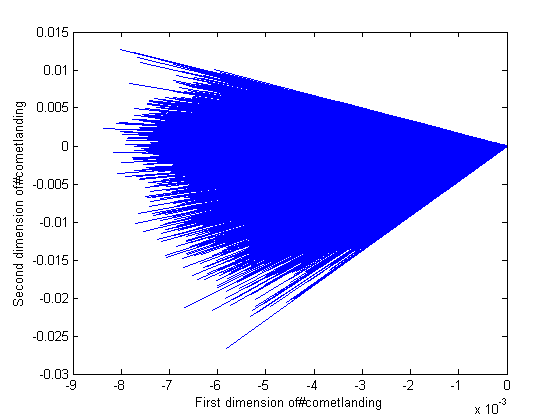 0.015
0.01
0.005
0
-0.005
-0.01
-0.015
-0.02
-0.025
-0.03
Second dimension of#cometlanding
-9 -8 -7 -6 -5 -4 -3 -2 -1 0
First dimension of#cometlanding
x 10^-3